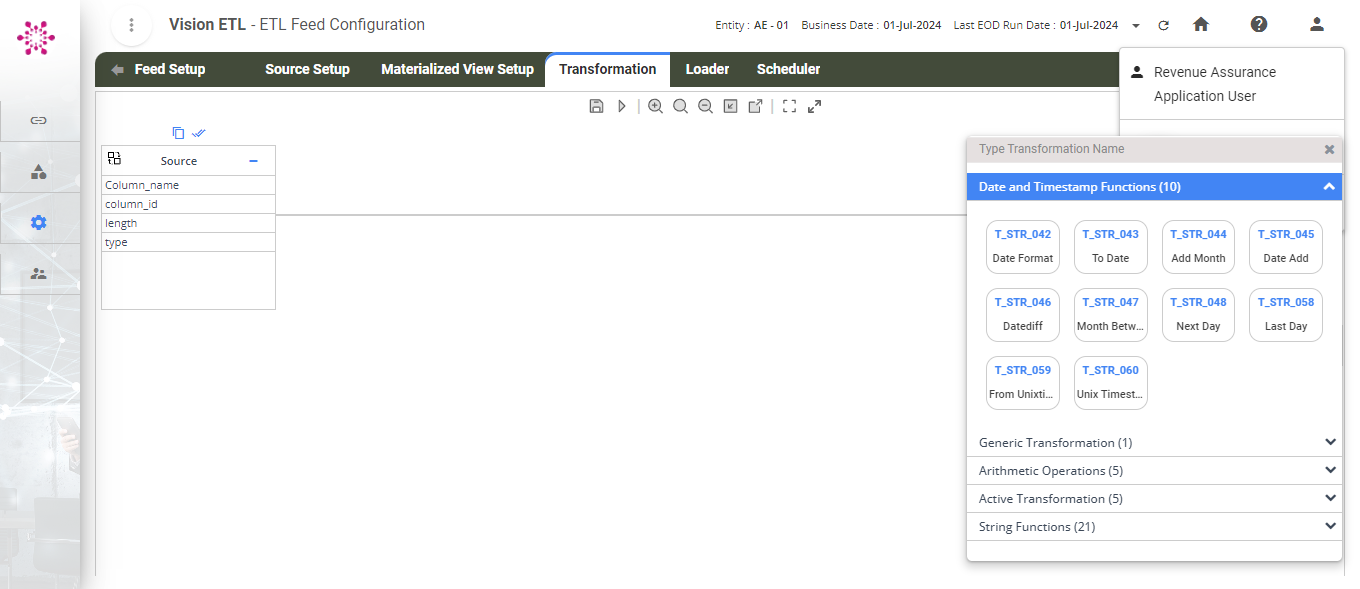 Vision ETL - ETL Feed Configuration
Entity : AE - 01 Business Date : 01-Jul-2024 Last EOD Run Date : 01-Jul-2024
Revenue Assurance
Application User
Feed Setup Source Setup Materialized View Setup Transformation Loader Scheduler
Source
Column_name
column_id
length
type
Type Transformation Name
Date and Timestamp Functions (10)
T_STR_042 T_STR_043 T_STR_044 T_STR_045
Date Format To Date Add Month Date Add
T_STR_046 T_STR_047 T_STR_048 T_STR_058
Datediff Month Betw... Next Day Last Day
T_STR_059 T_STR_060
From Unixti... Unix Timest...
Generic Transformation (1)
Arithmetic Operations (5)
Active Transformation (5)
String Functions (21)